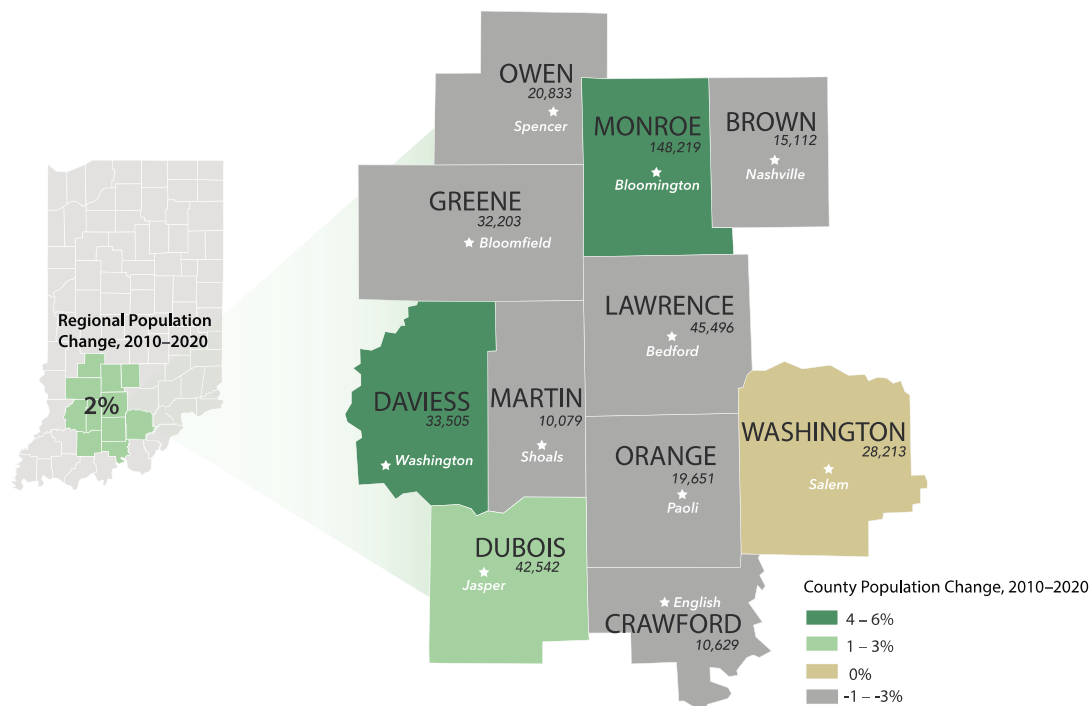 OWEN
20,833
Spencer
MONROE
148,219
Bloomington
BROWN
15,112
Nashville
GREENE
32,203
Bloomfield
Regional Population
Change, 2010–2020
2%
LAWRENCE
45,496
Bedford
DAVIESS
33,505
Washington
MARTIN
10,079
Shoals
WASHINGTON
28,213
Salem
ORANGE
19,651
Paoli
DUBOIS
42,542
Jasper
English
CRAWFORD
10,629
County Population Change, 2010–2020
4 – 6%
1 – 3%
0%
-1 – -3%